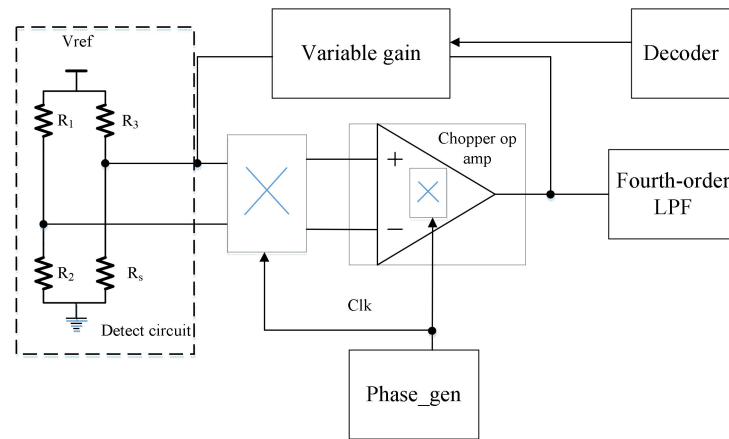 Vref
R1
R3
R2
Rs
Detect circuit
Variable gain
Decoder
Chopper op
amp
+
−
Fourth-order
LPF
Clk
Phase_gen